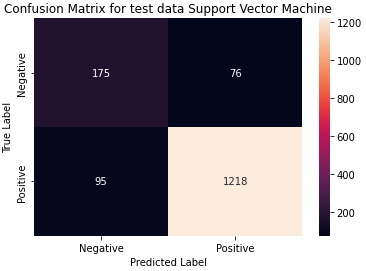 Confusion Matrix for test data Support Vector Machine
True Label
Negative
175
76
Positive
95
1218
Negative
Positive
Predicted Label
1200
1000
800
600
400
200